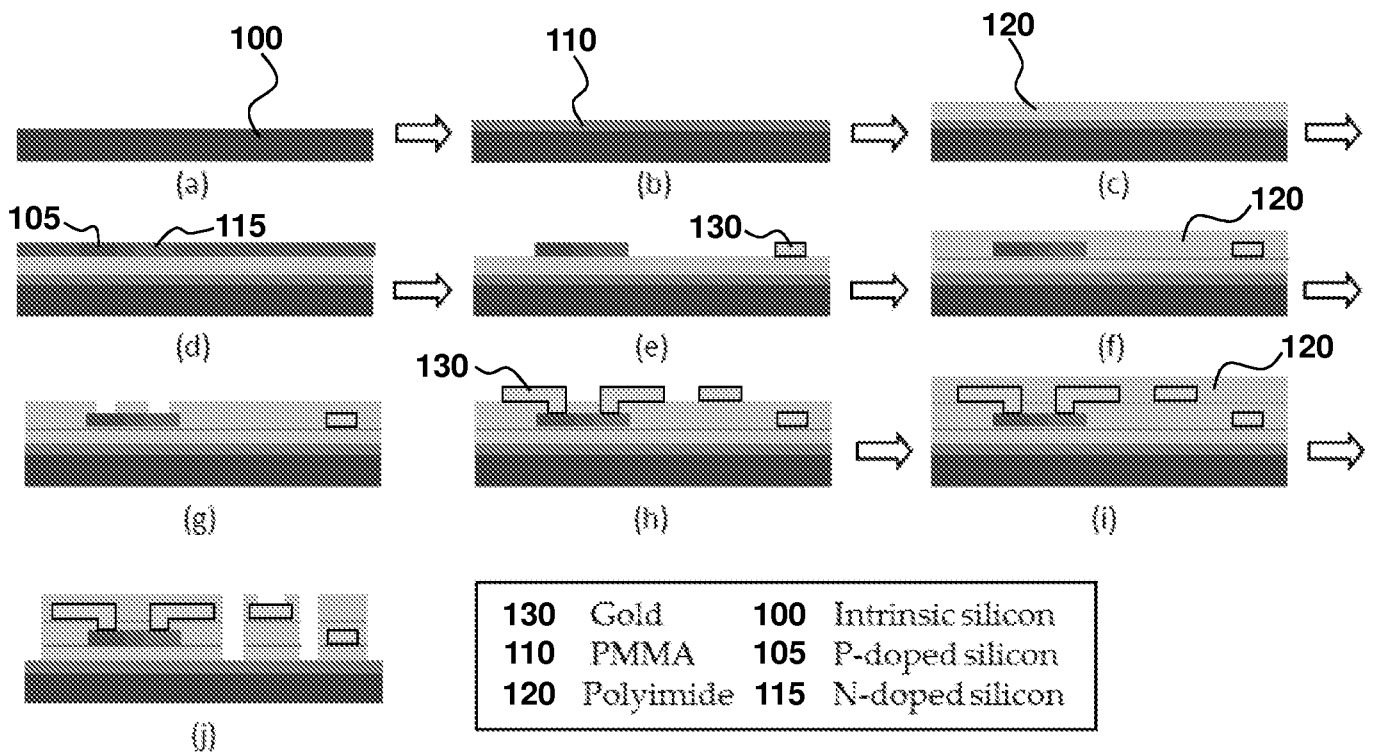 100
110
120
(a)
(b)
(c)
105
115
130
120
(d)
(e)
(f)
130
120
(g)
(h)
(i)
(j)
130 Gold 100 Intrinsic silicon
110 PMMA 105 P-doped silicon
120 Polyimide 115 N-doped silicon